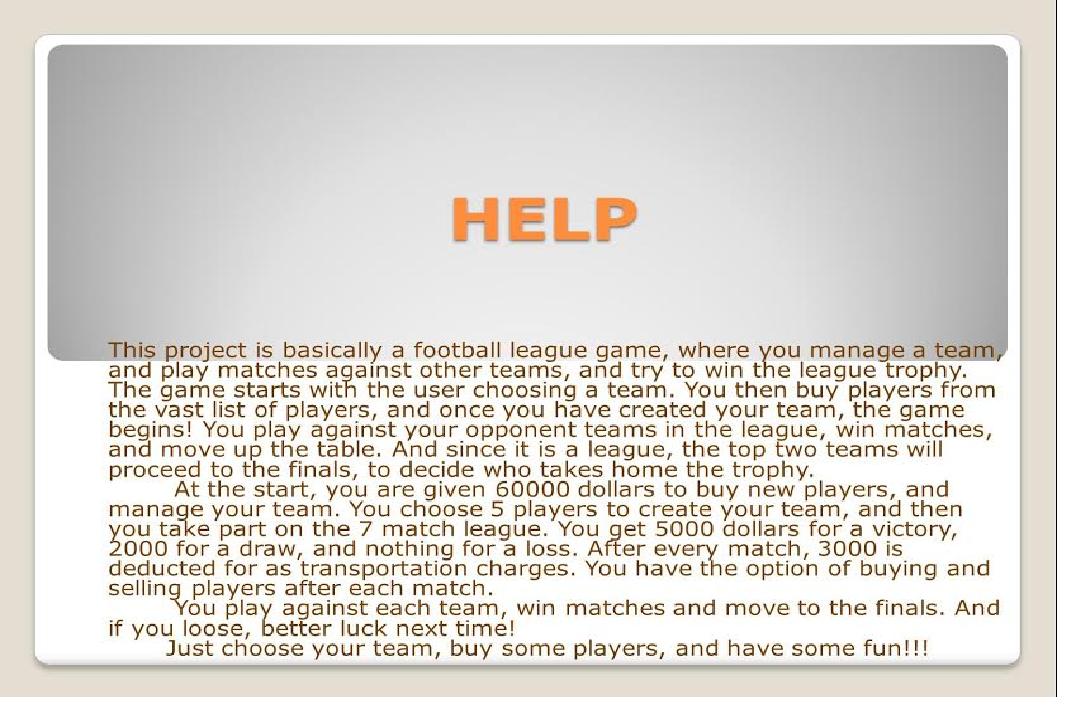 HELP
This project is basically a football league game, where you manage a team,
and play matches against other teams, and try to win the league trophy.
The game starts with the user choosing a team. You then buy players from
the vast list of players, and once you have created your team, the game
begins! You play against your opponent teams in the league, win matches,
and move up the table. And since it is a league, the top two teams will
proceed to the finals, to decide who takes home the trophy.
At the start, you are given 60000 dollars to buy new players, and
manage your team. You choose 5 players to create your team, and then
you take part on the 7 match league. You get 5000 dollars for a victory,
2000 for a draw, and nothing for a loss. After every match, 3000 is
deducted for as transportation charges. You have the option of buying and
selling players after each match.
You play against each team, win matches and move to the finals. And
if you loose, better luck next time!
Just choose your team, buy some players, and have some fun!!!